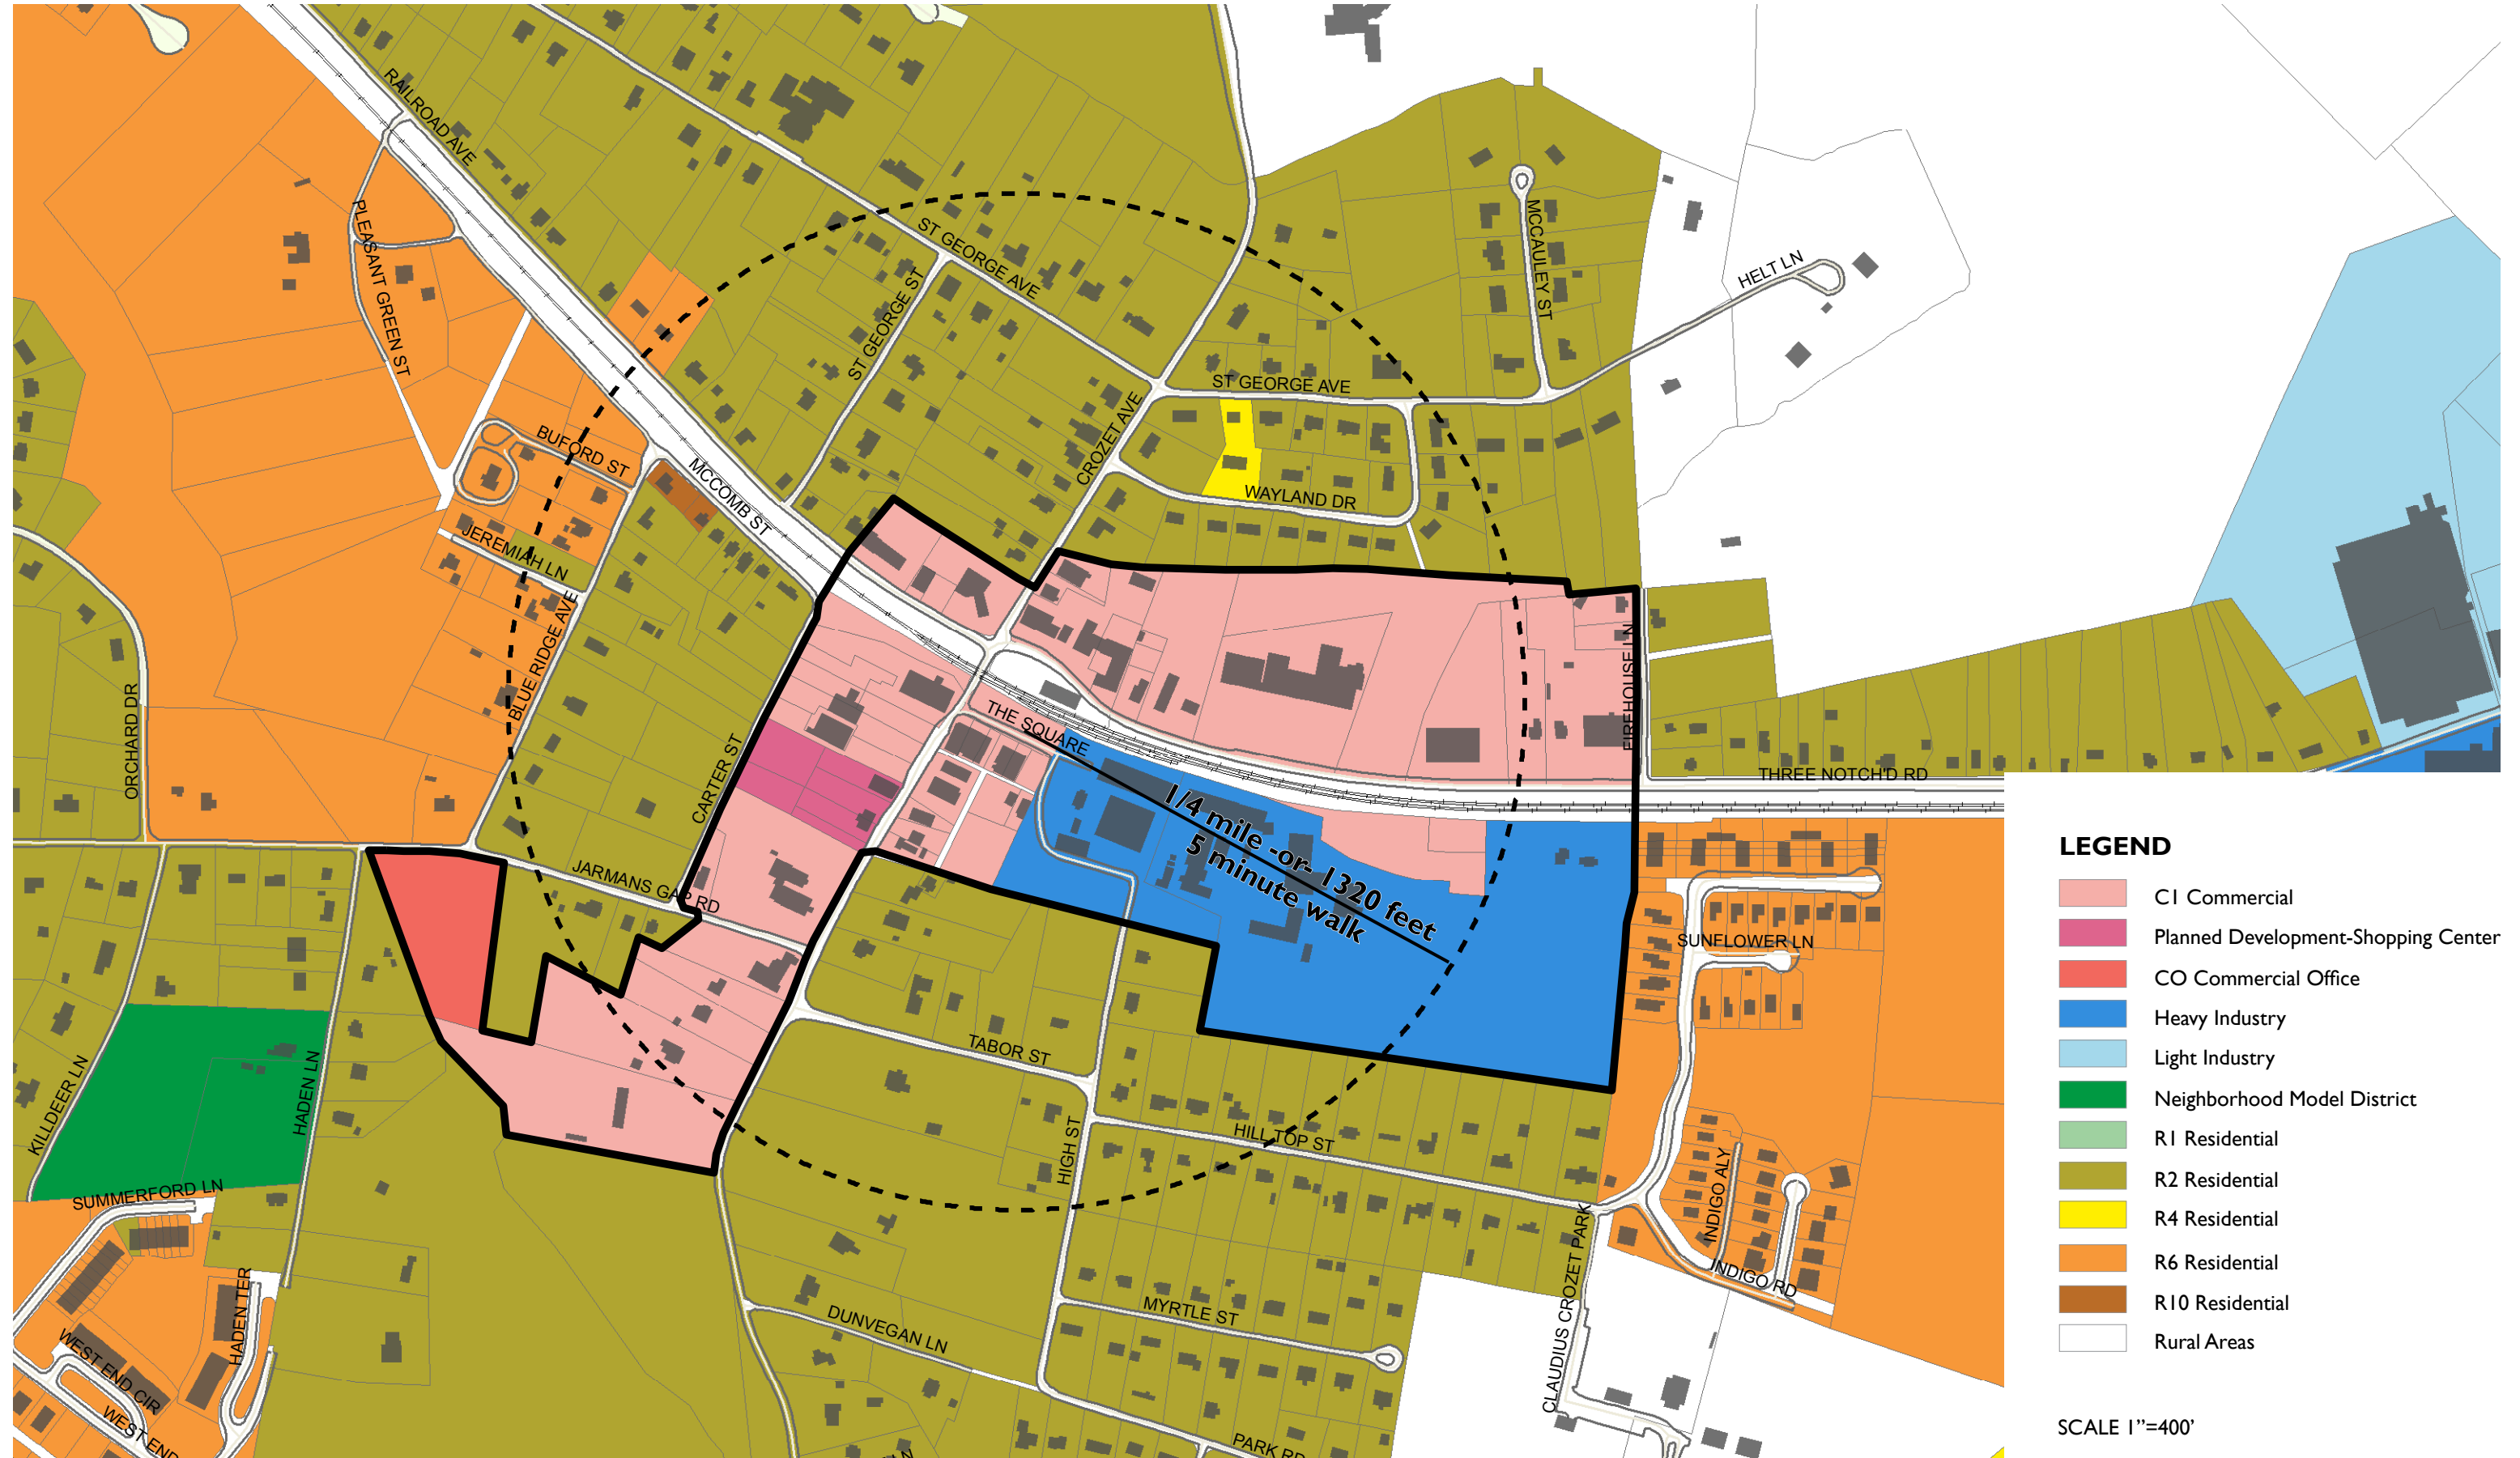 RAILROAD AVE
PLEASANT GREEN ST
ST GEORGE AVE
ST GEORGE ST
MCCAULEY ST
HELT LN
ST GEORGE AVE
CROZET AVE
WAYLAND DR
BUFORD ST
MCCOMB ST
JEREMIAH LN
BLUE RIDGE AVE
ORCHARD DR
CARTER ST
THE SQUARE
FIREHOUSE LN
THREE NOTCH'D RD
1/4 mile -or- 1320 feet
5 minute walk
JARMANS GAP RD
SUNFLOWER LN
KILLDEER LN
HADEN LN
TABOR ST
HIGH ST
HILL TOP ST
INDIGO ALY
INDIGO RD
SUMMERFORD LN
HADEN TER
WEST END CIR
WEST END
DUNVEGAN LN
MYRTLE ST
CLAUDIUS CROZET PARK
PARK RD
LN
LEGEND
C1 Commercial
Planned Development-Shopping Center
CO Commercial Office
Heavy Industry
Light Industry
Neighborhood Model District
R1 Residential
R2 Residential
R4 Residential
R6 Residential
R10 Residential
Rural Areas
SCALE 1”=400’